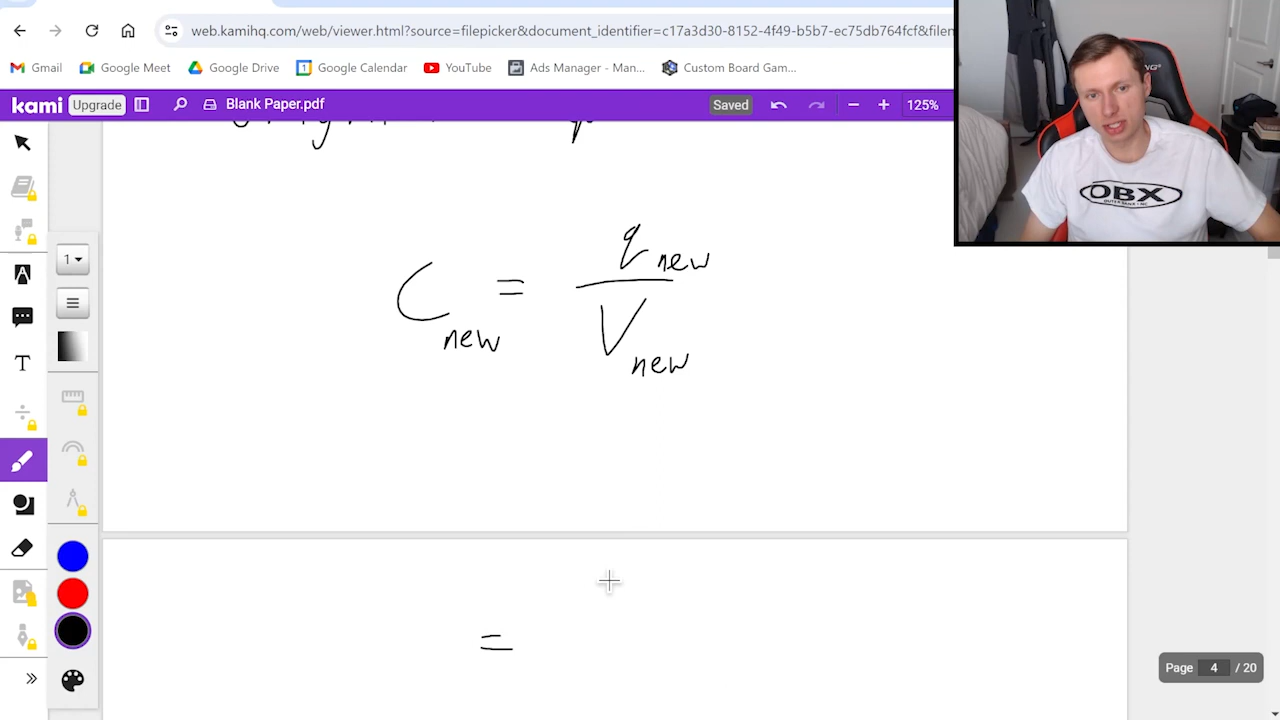 web.kamihq.com/web/viewer.html?source=filepicker&document_identifier=c17a3d30-8152-4f49-b5b7-ec75db764fcf&filen
Gmail Google Meet Google Drive Google Calendar YouTube Ads Manager - Man... Custom Board Gam...
kami Upgrade Blank Paper.pdf Saved 125%
OBX
1
T
C new = q new / V new
=
Page 4 / 20